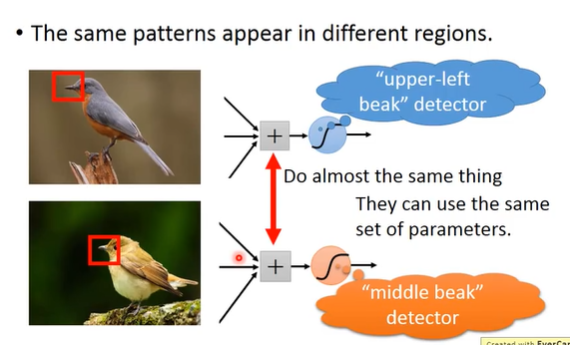 • The same patterns appear in different regions.
“upper-left
beak” detector
+
Do almost the same thing
They can use the same
set of parameters.
+
“middle beak”
detector
Created with EverCa